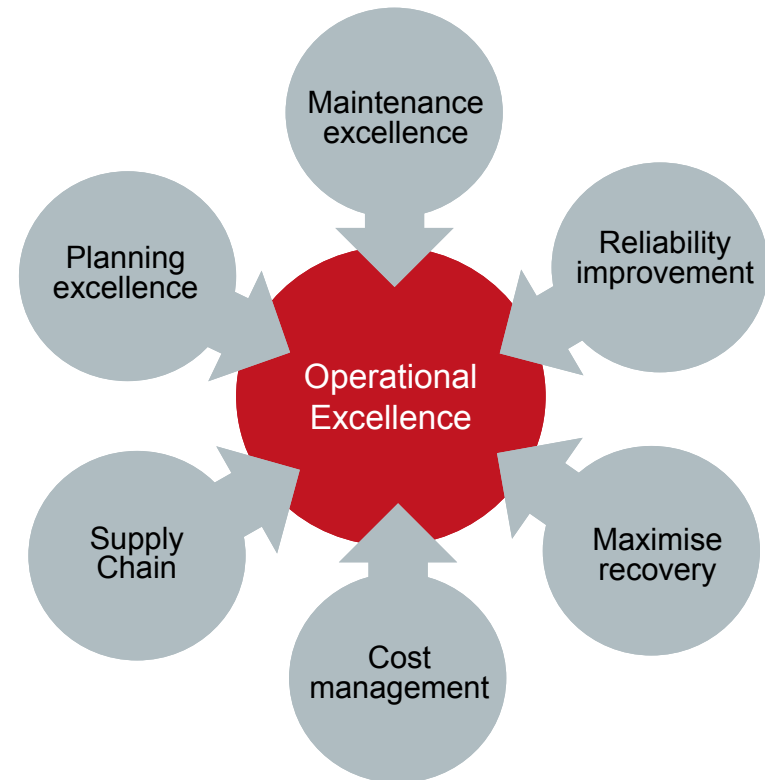 Maintenance
excellence
Reliability
improvement
Planning
excellence
Operational
Excellence
Supply
Chain
Maximise
recovery
Cost
management